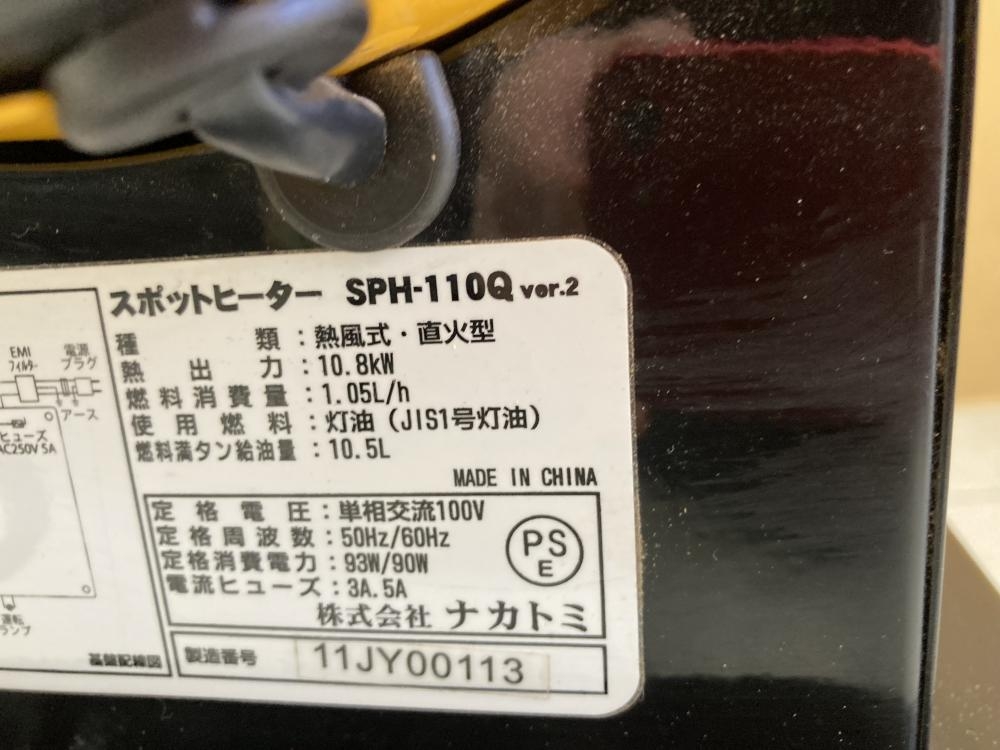 スポットヒーター SPH-110Q ver.2
種類：熱風式・直火型
熱出力：10.8kW
燃料消費量：1.05L/h
使用燃料：灯油（JIS1号灯油）
燃料満タン給油量：10.5L
MADE IN CHINA
定格電圧：単相交流100V
定格周波数：50Hz/60Hz
定格消費電力：93W/90W
電流ヒューズ：3A.5A
PSE
株式会社 ナカトミ
製造番号 11JY00113
EMI
フィルター
電源
プラグ
アース
ヒューズ
AC250V 5A
運転
ランプ
基盤配線図